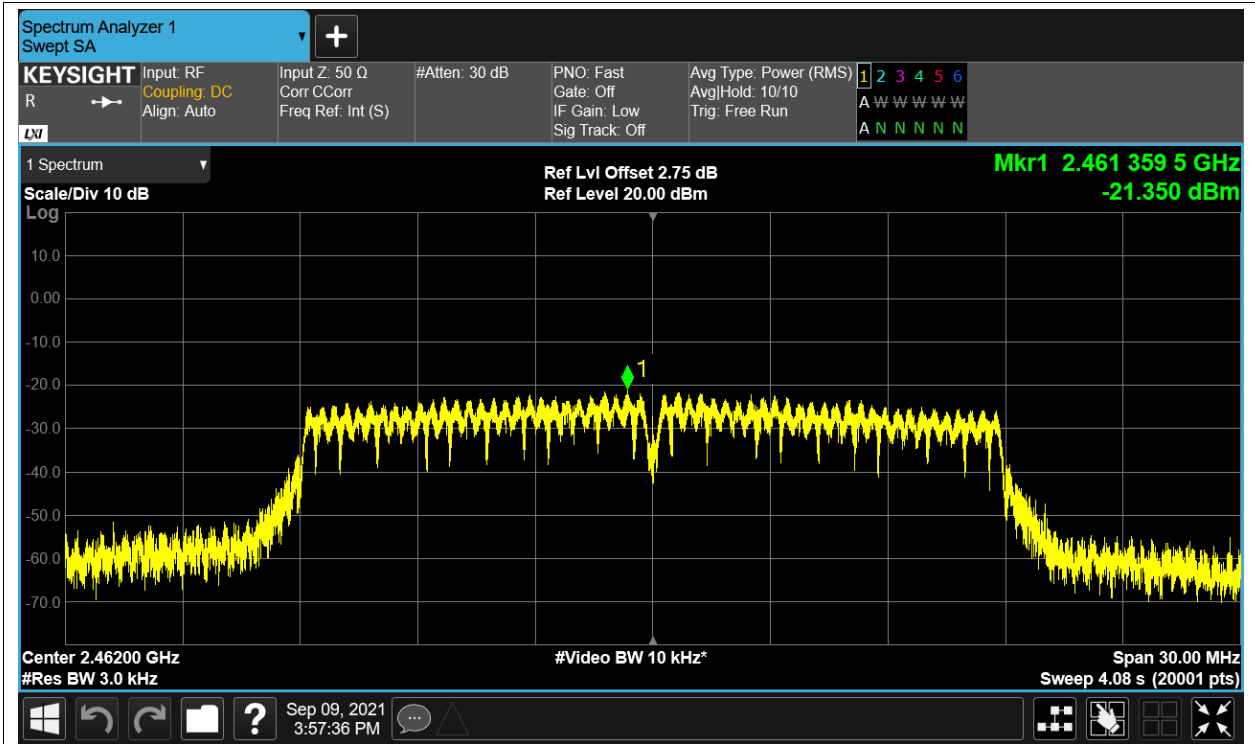 Spectrum Analyzer 1
Swept SA
KEYSIGHT
R
LXI
Input: RF
Coupling: DC
Align: Auto
Input Z: 50 Ω
Corr CCorr
Freq Ref: Int (S)
#Atten: 30 dB
PNO: Fast
Gate: Off
IF Gain: Low
Sig Track: Off
Avg Type: Power (RMS)
Avg|Hold: 10/10
Trig: Free Run
1 2 3 4 5 6
A W W W W W
A N N N N N
1 Spectrum
Scale/Div 10 dB
Log
Ref Lvl Offset 2.75 dB
Ref Level 20.00 dBm
Mkr1 2.461 359 5 GHz
-21.350 dBm
10.0
0.00
-10.0
-20.0
-30.0
-40.0
-50.0
-60.0
-70.0
1
Center 2.46200 GHz
#Res BW 3.0 kHz
#Video BW 10 kHz*
Span 30.00 MHz
Sweep 4.08 s (20001 pts)
?
Sep 09, 2021
3:57:36 PM